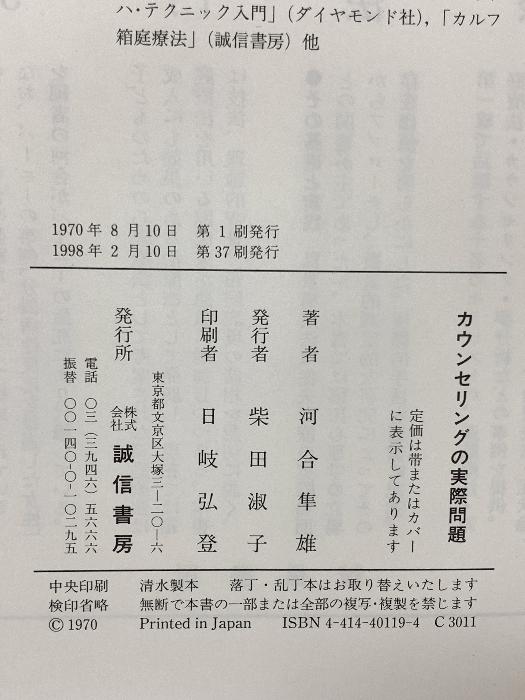 ハ・テクニック入門」(ダイヤモンド社),「カルフ
箱庭療法」(誠信書房) 他
1970年 8月10日 第1刷発行
1998年 2月10日 第37刷発行
カウンセリングの実際問題
定価は帯またはカバー
に表示してあります
著者 河合隼雄
発行者 柴田淑子
印刷者 日岐弘登
東京都文京区大塚三―二〇―六
発行所 株式会社 誠信書房
電話 〇三(三九四六)五六六六
振替 〇〇一四〇-〇-一〇二九五
中央印刷 清水製本 落丁・乱丁本はお取り替えいたします
検印省略 無断で本書の一部または全部の複写・複製を禁じます
© 1970 Printed in Japan ISBN 4-414-40119-4 C 3011